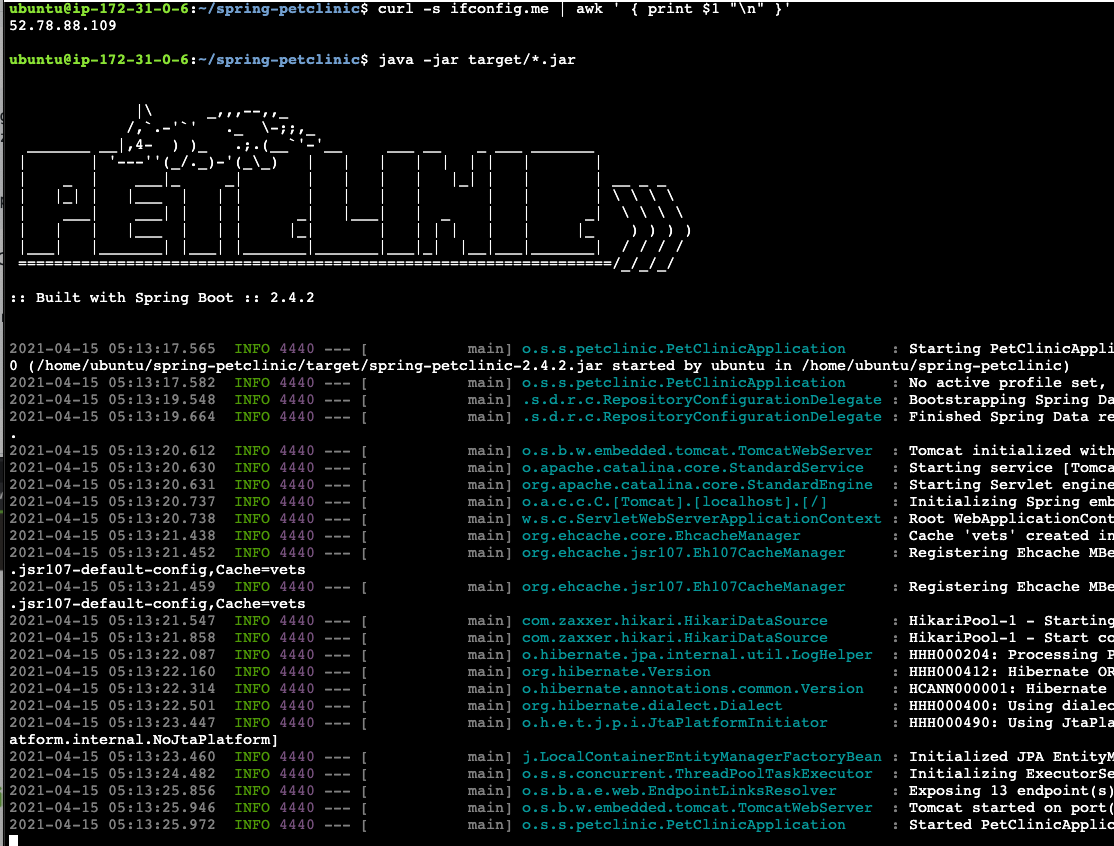 ubuntu@ip-172-31-0-6:~/spring-petclinic$ curl -s ifconfig.me | awk ' { print $1 "\n" }'
52.78.88.109
ubuntu@ip-172-31-0-6:~/spring-petclinic$ java -jar target/*.jar
PETCLINIC
:: Built with Spring Boot :: 2.4.2
2021-04-15 05:13:17.565  INFO 4440 --- [           main] o.s.s.petclinic.PetClinicApplication     : Starting PetClinicAppli
0 (/home/ubuntu/spring-petclinic/target/spring-petclinic-2.4.2.jar started by ubuntu in /home/ubuntu/spring-petclinic)
2021-04-15 05:13:17.582  INFO 4440 --- [           main] o.s.s.petclinic.PetClinicApplication     : No active profile set,
2021-04-15 05:13:19.548  INFO 4440 --- [           main] .s.d.r.c.RepositoryConfigurationDelegate : Bootstrapping Spring Da
2021-04-15 05:13:19.664  INFO 4440 --- [           main] .s.d.r.c.RepositoryConfigurationDelegate : Finished Spring Data re
.
2021-04-15 05:13:20.612  INFO 4440 --- [           main] o.s.b.w.embedded.tomcat.TomcatWebServer  : Tomcat initialized with
2021-04-15 05:13:20.630  INFO 4440 --- [           main] o.apache.catalina.core.StandardService   : Starting service [Tomca
2021-04-15 05:13:20.631  INFO 4440 --- [           main] org.apache.catalina.core.StandardEngine  : Starting Servlet engine
2021-04-15 05:13:20.737  INFO 4440 --- [           main] o.a.c.c.C.[Tomcat].[localhost].[/]       : Initializing Spring emb
2021-04-15 05:13:20.738  INFO 4440 --- [           main] w.s.c.ServletWebServerApplicationContext : Root WebApplicationCont
2021-04-15 05:13:21.438  INFO 4440 --- [           main] org.ehcache.core.EhcacheManager          : Cache 'vets' created in
2021-04-15 05:13:21.452  INFO 4440 --- [           main] org.ehcache.jsr107.Eh107CacheManager     : Registering Ehcache MBe
.jsr107-default-config,Cache=vets
2021-04-15 05:13:21.459  INFO 4440 --- [           main] org.ehcache.jsr107.Eh107CacheManager     : Registering Ehcache MBe
.jsr107-default-config,Cache=vets
2021-04-15 05:13:21.547  INFO 4440 --- [           main] com.zaxxer.hikari.HikariDataSource       : HikariPool-1 - Starting
2021-04-15 05:13:21.858  INFO 4440 --- [           main] com.zaxxer.hikari.HikariDataSource       : HikariPool-1 - Start co
2021-04-15 05:13:22.087  INFO 4440 --- [           main] o.hibernate.jpa.internal.util.LogHelper  : HHH000204: Processing P
2021-04-15 05:13:22.160  INFO 4440 --- [           main] org.hibernate.Version                    : HHH000412: Hibernate OR
2021-04-15 05:13:22.314  INFO 4440 --- [           main] o.hibernate.annotations.common.Version   : HCANN000001: Hibernate
2021-04-15 05:13:22.501  INFO 4440 --- [           main] org.hibernate.dialect.Dialect            : HHH000400: Using dialec
2021-04-15 05:13:23.447  INFO 4440 --- [           main] o.h.e.t.j.p.i.JtaPlatformInitiator       : HHH000490: Using JtaPla
atform.internal.NoJtaPlatform]
2021-04-15 05:13:23.460  INFO 4440 --- [           main] j.LocalContainerEntityManagerFactoryBean : Initialized JPA EntityM
2021-04-15 05:13:24.482  INFO 4440 --- [           main] o.s.s.concurrent.ThreadPoolTaskExecutor  : Initializing ExecutorSe
2021-04-15 05:13:25.856  INFO 4440 --- [           main] o.s.b.a.e.web.EndpointLinksResolver      : Exposing 13 endpoint(s)
2021-04-15 05:13:25.946  INFO 4440 --- [           main] o.s.b.w.embedded.tomcat.TomcatWebServer  : Tomcat started on port(
2021-04-15 05:13:25.972  INFO 4440 --- [           main] o.s.s.petclinic.PetClinicApplication     : Started PetClinicApplic